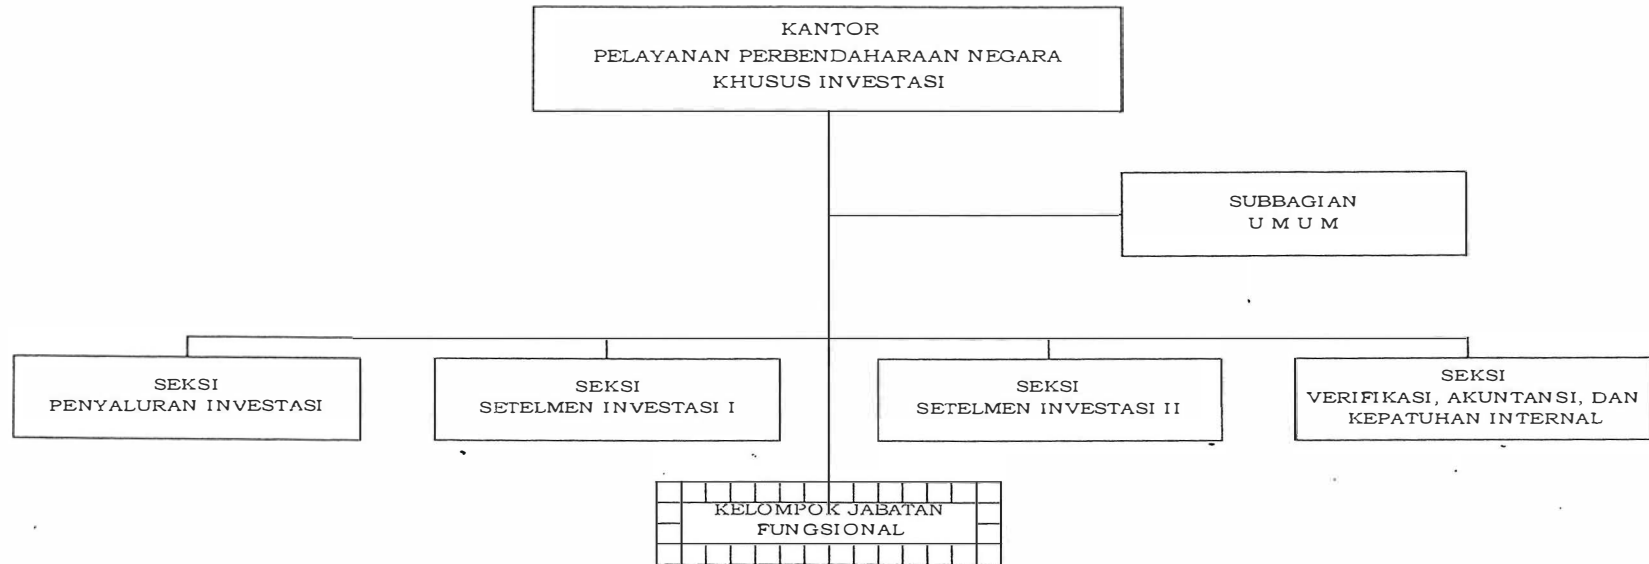 KANTOR
PELAYANAN PERBENDAHARAAN NEGARA
KHUSUS INVESTASI
SUBBAGIAN
U M U M
SEKSI
PENYALURAN INVESTASI
SEKSI
SETELMEN INVESTASI I
SEKSI
SETELMEN INVESTASI II
SEKSI
VERIFIKASI, AKUNTANSI, DAN
KEPATUHAN INTERNAL
KELOMPOK JABATAN
FUNGSIONAL